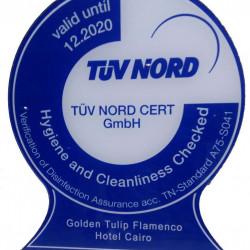 valid until
12.2020
TÜV NORD
TÜV NORD CERT
GmbH
Hygiene and Cleanliness Checked
Verification of Disinfection Assurance acc. TN-Standard A75-S041
Golden Tulip Flamenco
Hotel Cairo